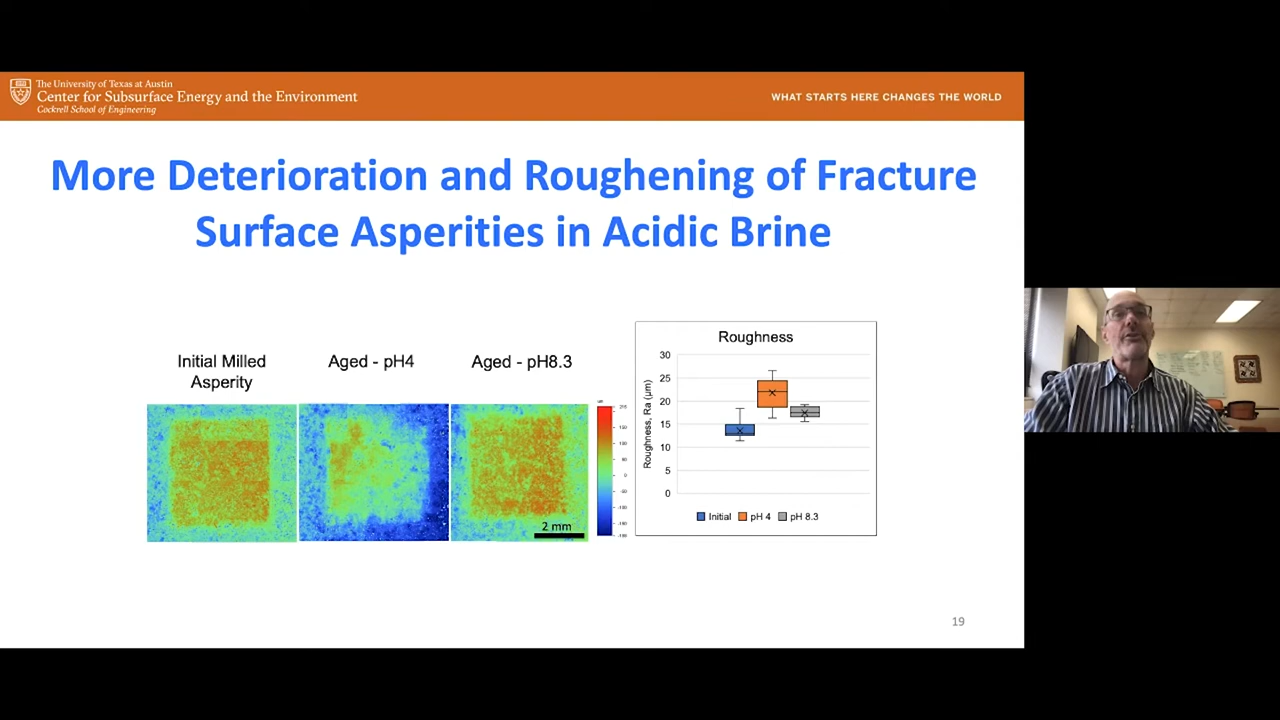 The University of Texas at Austin
Center for Subsurface Energy and the Environment
Cockrell School of Engineering
WHAT STARTS HERE CHANGES THE WORLD
More Deterioration and Roughening of Fracture
Surface Asperities in Acidic Brine
Initial Milled
Asperity
Aged - pH4
Aged - pH8.3
2 mm
Roughness
Roughness, Ra (µm)
30
25
20
15
10
5
0
Initial
pH 4
pH 8.3
19